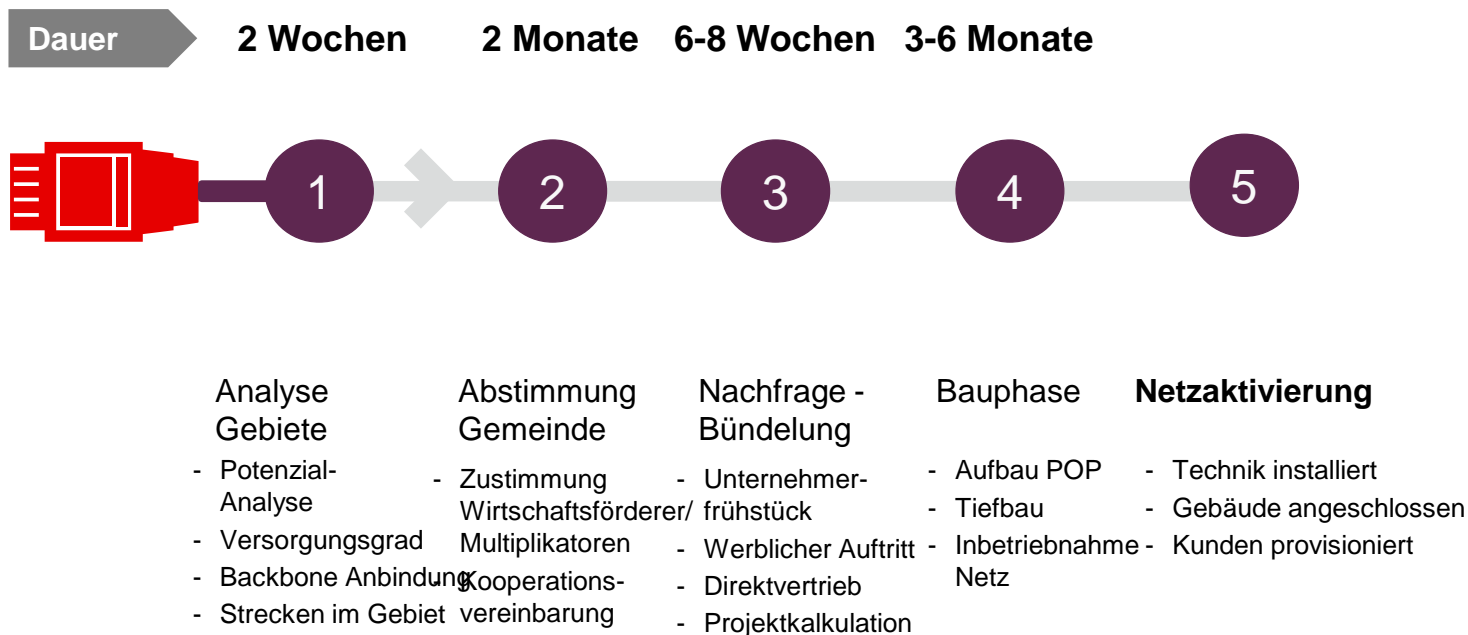 Dauer
2 Wochen
2 Monate
6-8 Wochen
3-6 Monate
1
2
3
4
5
Analyse
Gebiete
- Potenzial-
Analyse
- Versorgungsgrad
- Backbone Anbindung
- Strecken im Gebiet
Abstimmung
Gemeinde
- Zustimmung
Wirtschaftsförderer/
Multiplikatoren
- Kooperations-
vereinbarung
Nachfrage -
Bündelung
- Unternehmer-
frühstück
- Werblicher Auftritt
- Direktvertrieb
- Projektkalkulation
Bauphase
- Aufbau POP
- Tiefbau
- Inbetriebnahme
Netz
Netzaktivierung
- Technik installiert
- Gebäude angeschlossen
- Kunden provisioniert